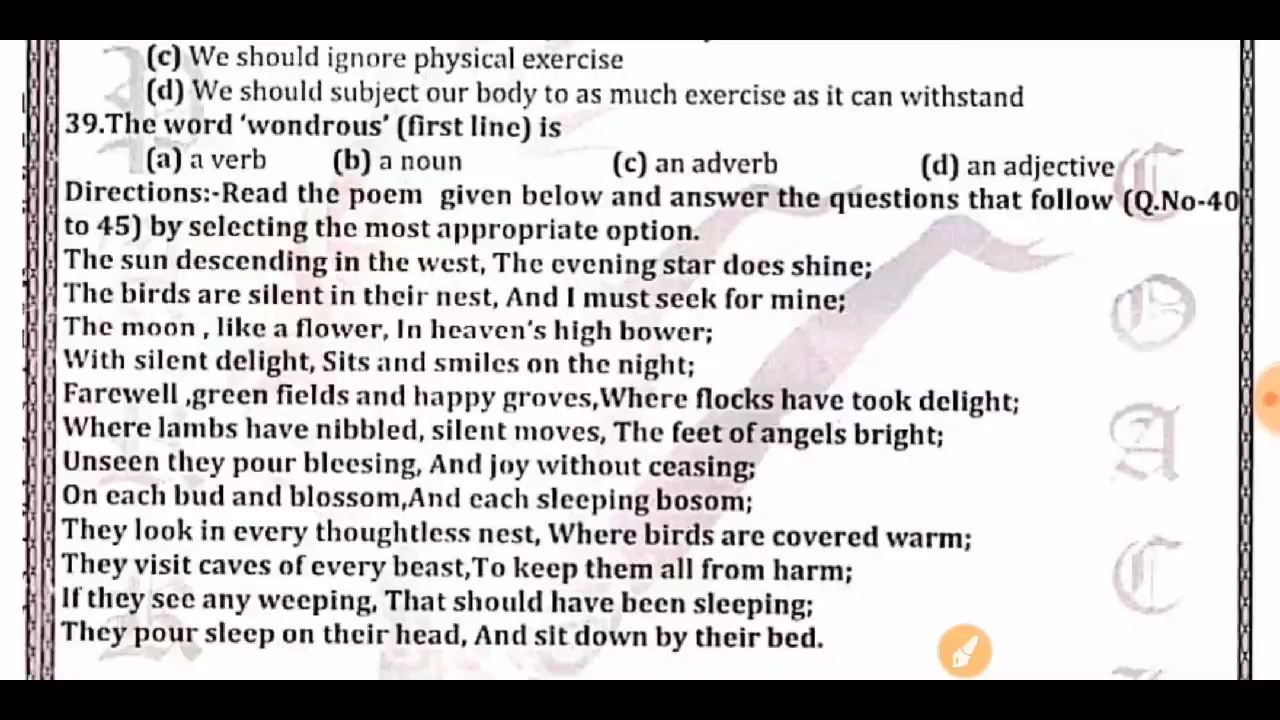 (c) We should ignore physical exercise
(d) We should subject our body to as much exercise as it can withstand
39.The word ‘wondrous’ (first line) is
(a) a verb (b) a noun (c) an adverb (d) an adjective
Directions:-Read the poem given below and answer the questions that follow (Q.No-40
to 45) by selecting the most appropriate option.
The sun descending in the west, The evening star does shine;
The birds are silent in their nest, And I must seek for mine;
The moon , like a flower, In heaven’s high bower;
With silent delight, Sits and smiles on the night;
Farewell ,green fields and happy groves,Where flocks have took delight;
Where lambs have nibbled, silent moves, The feet of angels bright;
Unseen they pour bleesing, And joy without ceasing;
On each bud and blossom,And each sleeping bosom;
They look in every thoughtless nest, Where birds are covered warm;
They visit caves of every beast,To keep them all from harm;
If they see any weeping, That should have been sleeping;
They pour sleep on their head, And sit down by their bed.
C
O
A
C